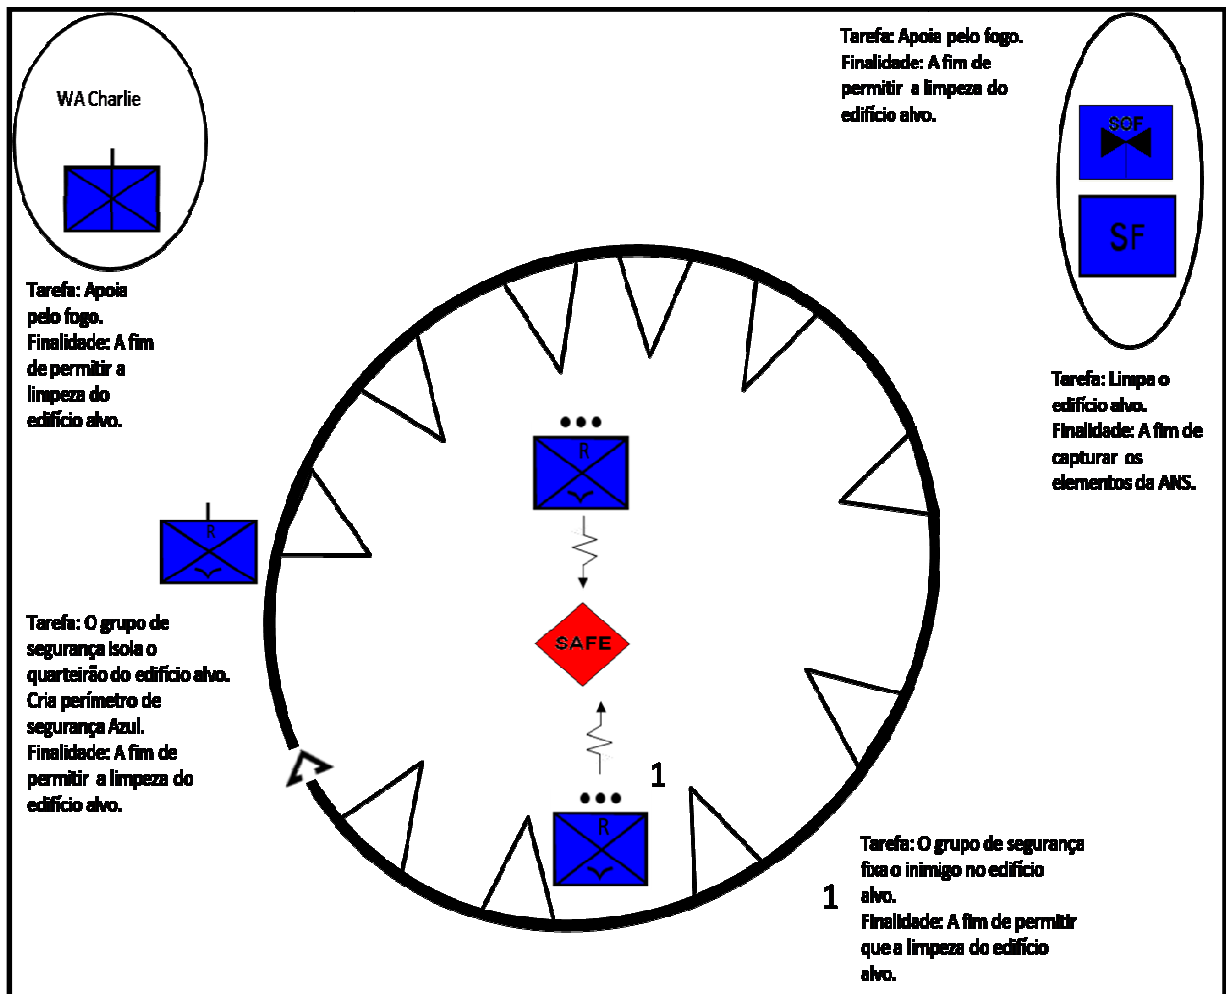 WA Charlie
Tarefa: Apoia
pelo fogo.
Finalidade: A fim
de permitir a
limpeza do
edifício alvo.
Tarefa: Apoia pelo fogo.
Finalidade: A fim de
permitir a limpeza do
edifício alvo.
SOF
SF
Tarefa: Limpa o
edifício alvo.
Finalidade: A fim de
capturar os
elementos da ANS.
R
R
Tarefa: O grupo de
segurança isola o
quarteirão do edifício alvo.
Cria perímetro de
segurança Azul.
Finalidade: A fim de
permitir a limpeza do
edifício alvo.
SAFE
1
R
1
Tarefa: O grupo de segurança
fixa o inimigo no edifício
alvo.
Finalidade: A fim de permitir
que a limpeza do edifício
alvo.